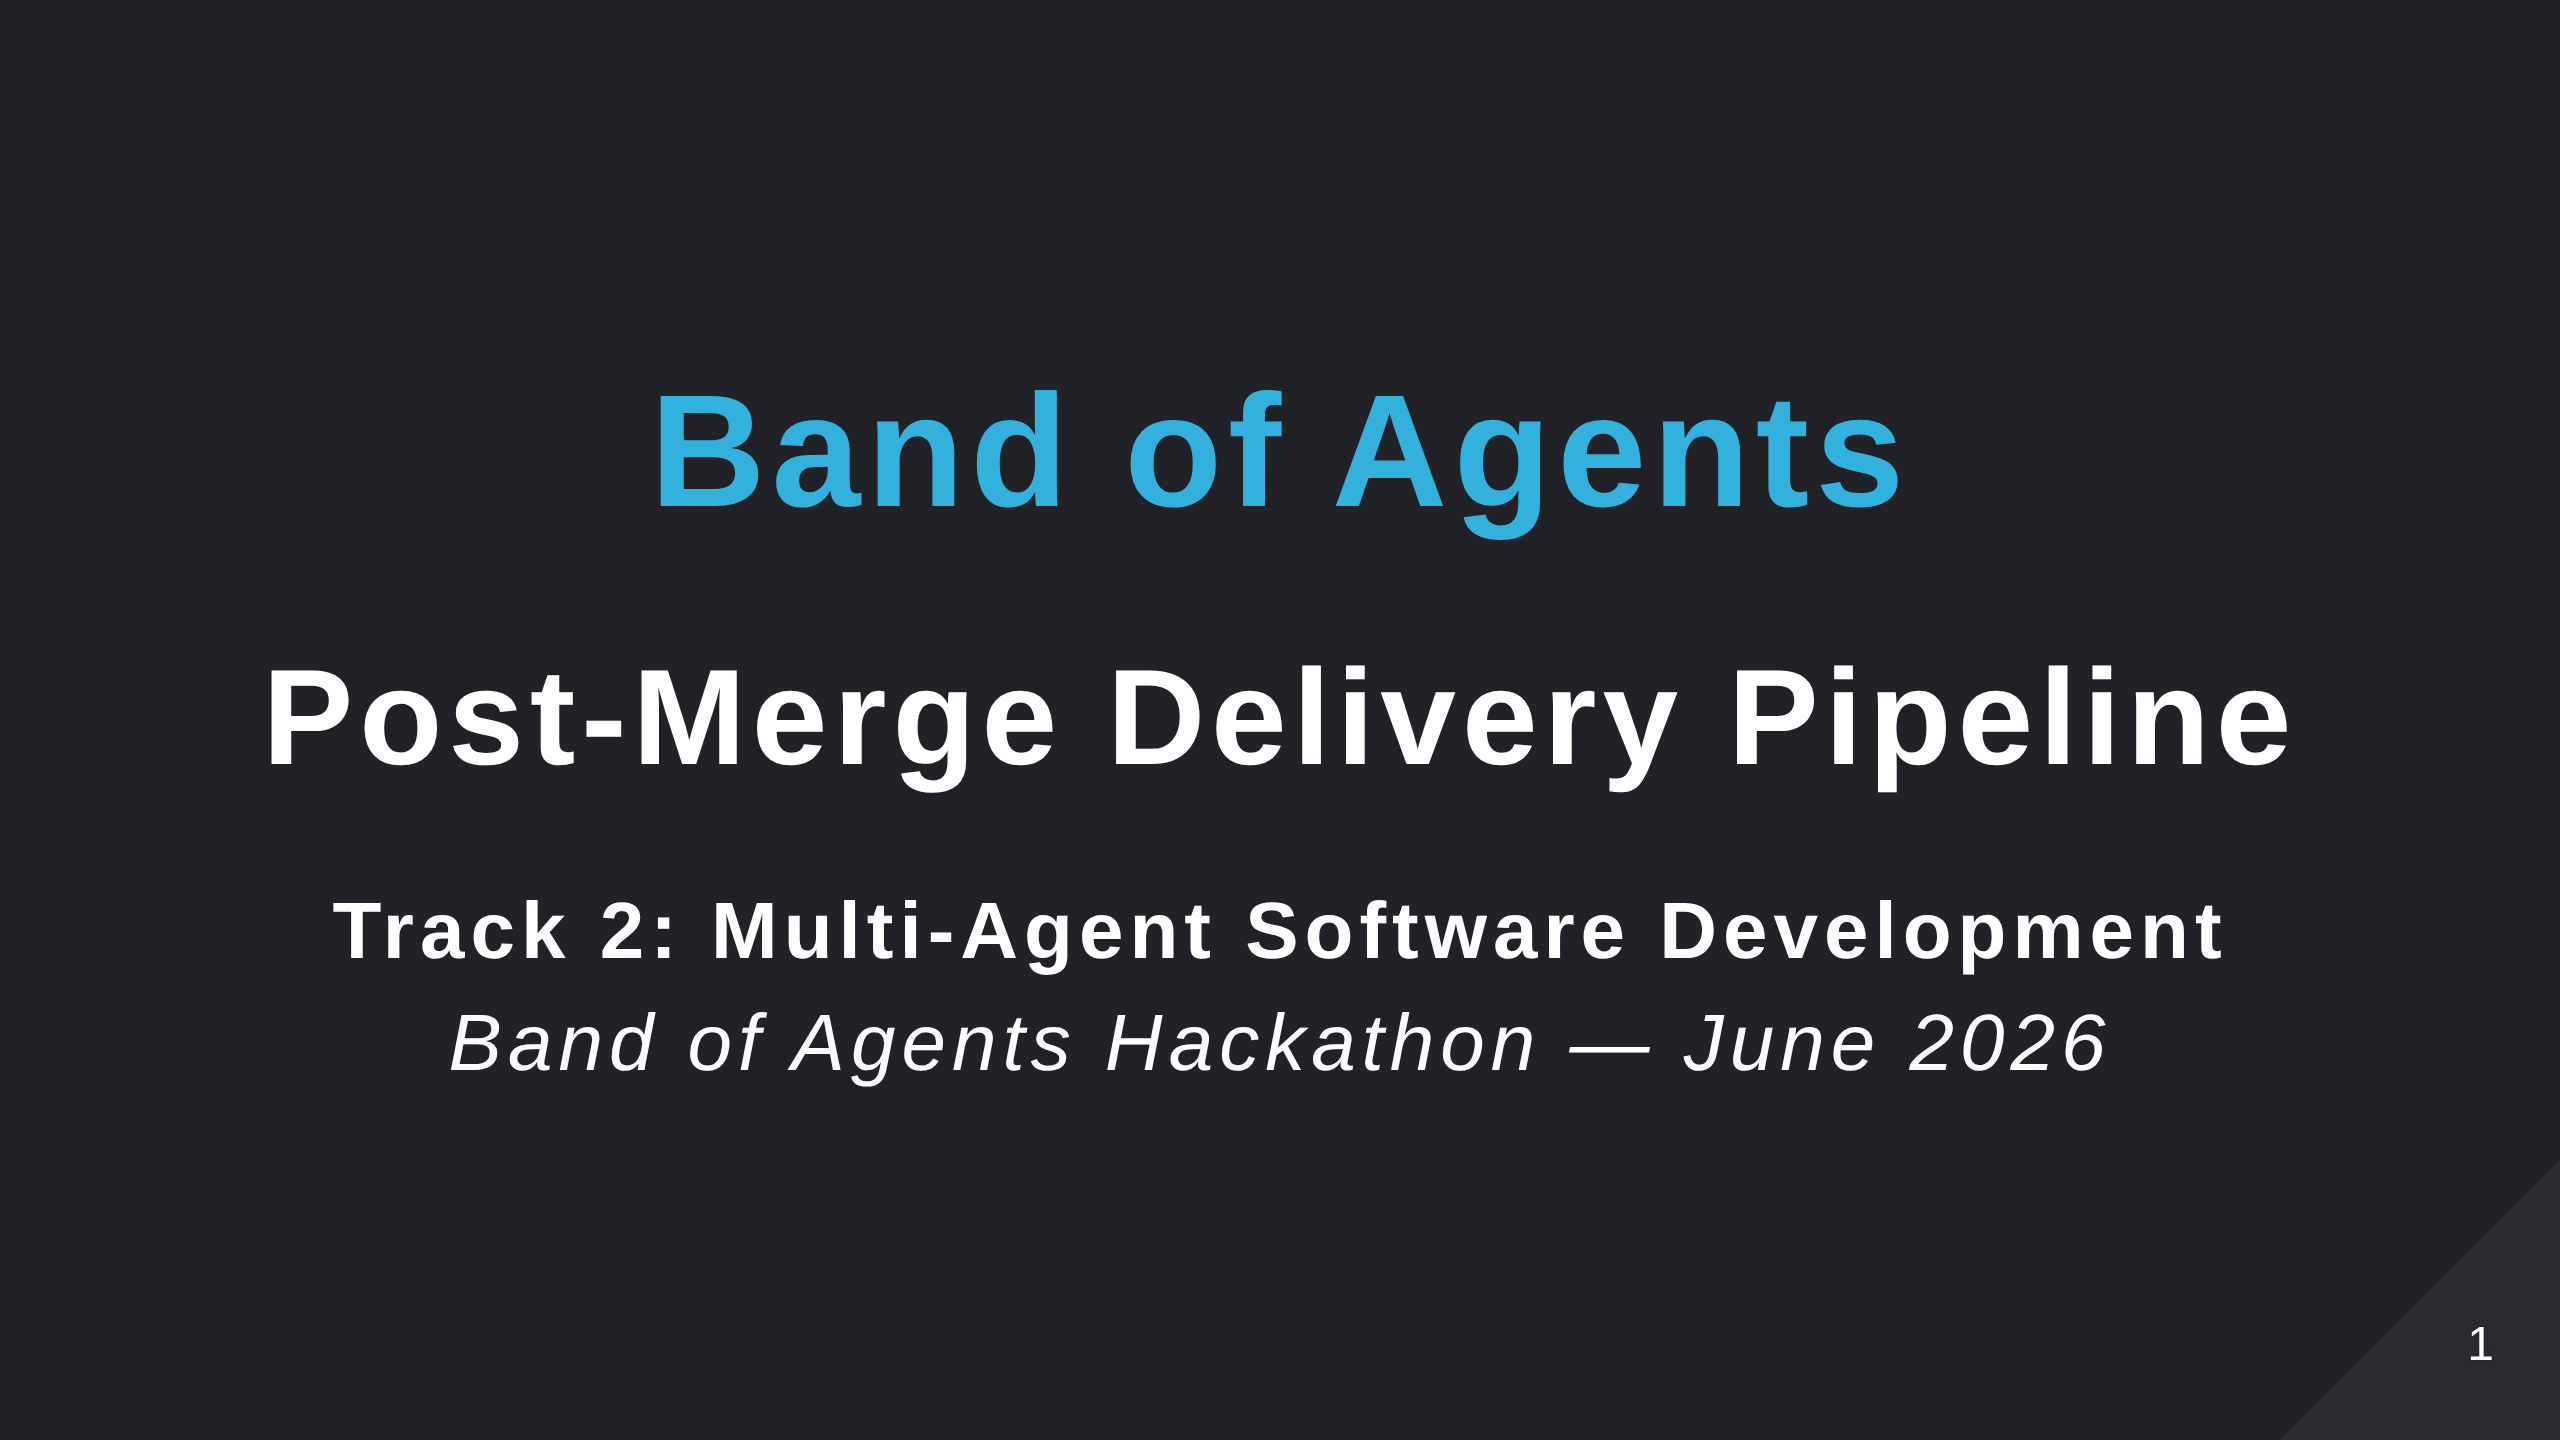 Band of Agents
Post-Merge Delivery Pipeline
Track 2: Multi-Agent Software Development
Band of Agents Hackathon — June 2026
1